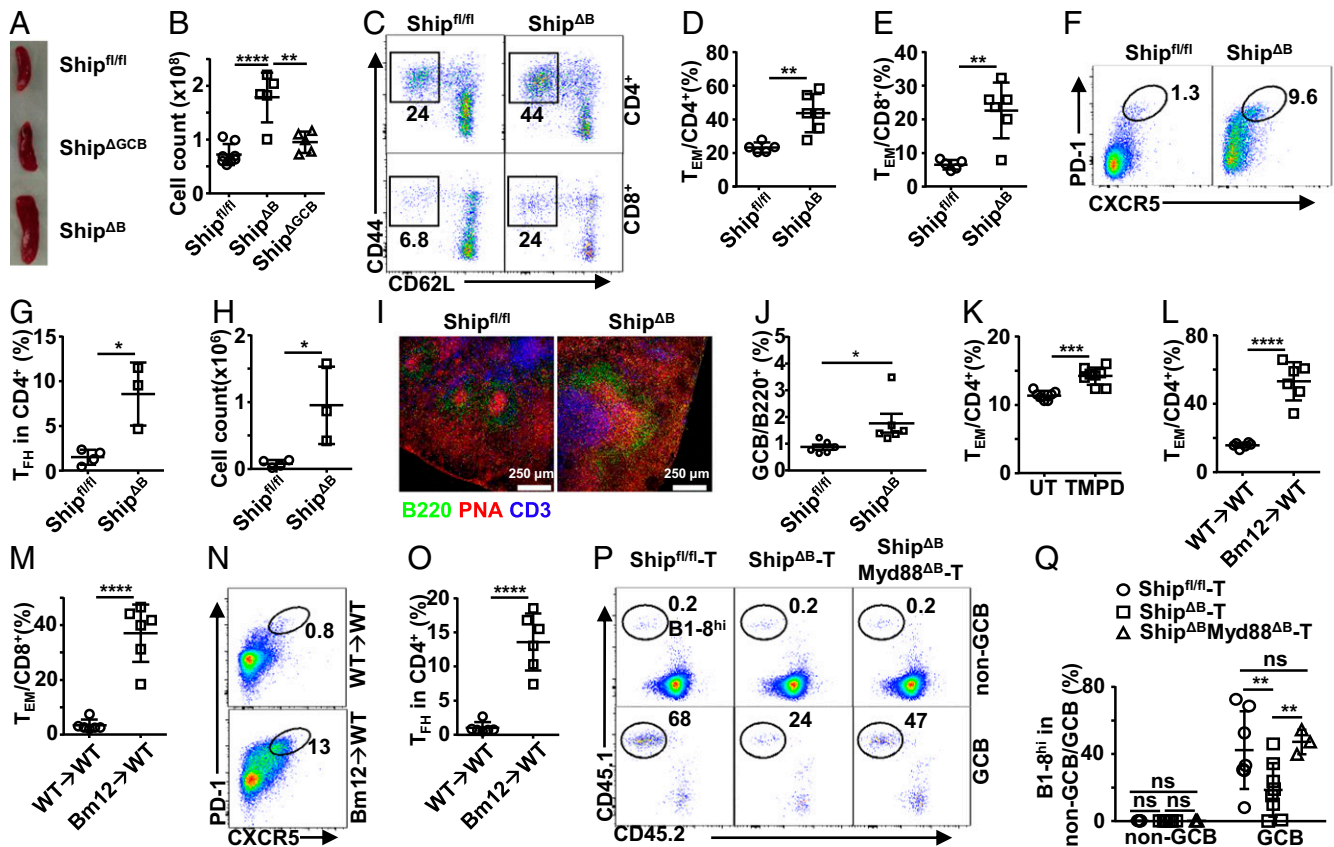 A
Ship^fl/fl
Ship^ΔGCB
Ship^ΔB
B
Cell count (x10⁸)
2
1
0
**** **
Ship^fl/fl
Ship^ΔB
Ship^ΔGCB
C
Ship^fl/fl Ship^ΔB
24 44
CD4⁺
6.8 24
CD8⁺
CD44
CD62L
D
T_EM/CD4⁺(%)
80
60
40
20
0
**
Ship^fl/fl
Ship^ΔB
E
T_EM/CD8⁺(%)
40
30
20
10
0
**
Ship^fl/fl
Ship^ΔB
F
Ship^fl/fl Ship^ΔB
1.3 9.6
PD-1
CXCR5
G
T_FH in CD4⁺ (%)
15
10
5
0
*
Ship^fl/fl
Ship^ΔB
H
Cell count(x10⁶)
2
1
0
*
Ship^fl/fl
Ship^ΔB
I
Ship^fl/fl Ship^ΔB
250 µm 250 µm
B220 PNA CD3
J
GCB/B220⁺ (%)
5
4
3
2
1
0
*
Ship^fl/fl
Ship^ΔB
K
T_EM/CD4⁺(%)
20
15
10
5
0
***
UT TMPD
L
T_EM/CD4⁺(%)
80
60
40
20
0
****
WT→WT
Bm12→WT
M
T_EM/CD8⁺(%)
60
40
20
0
****
WT→WT
Bm12→WT
N
0.8
WT→WT
13
Bm12→WT
PD-1
CXCR5
O
T_FH in CD4⁺ (%)
20
15
10
5
0
****
WT→WT
Bm12→WT
P
Ship^fl/fl-T Ship^ΔB-T Ship^ΔB
Myd88^ΔB-T
0.2 0.2 0.2
B1-8^hi
non-GCB
68 24 47
GCB
CD45.1
CD45.2
Q
Ship^fl/fl-T
Ship^ΔB-T
Ship^ΔBMyd88^ΔB-T
B1-8^hi in
non-GCB/GCB (%)
80
40
0
ns
** **
ns
ns ns
non-GCB GCB